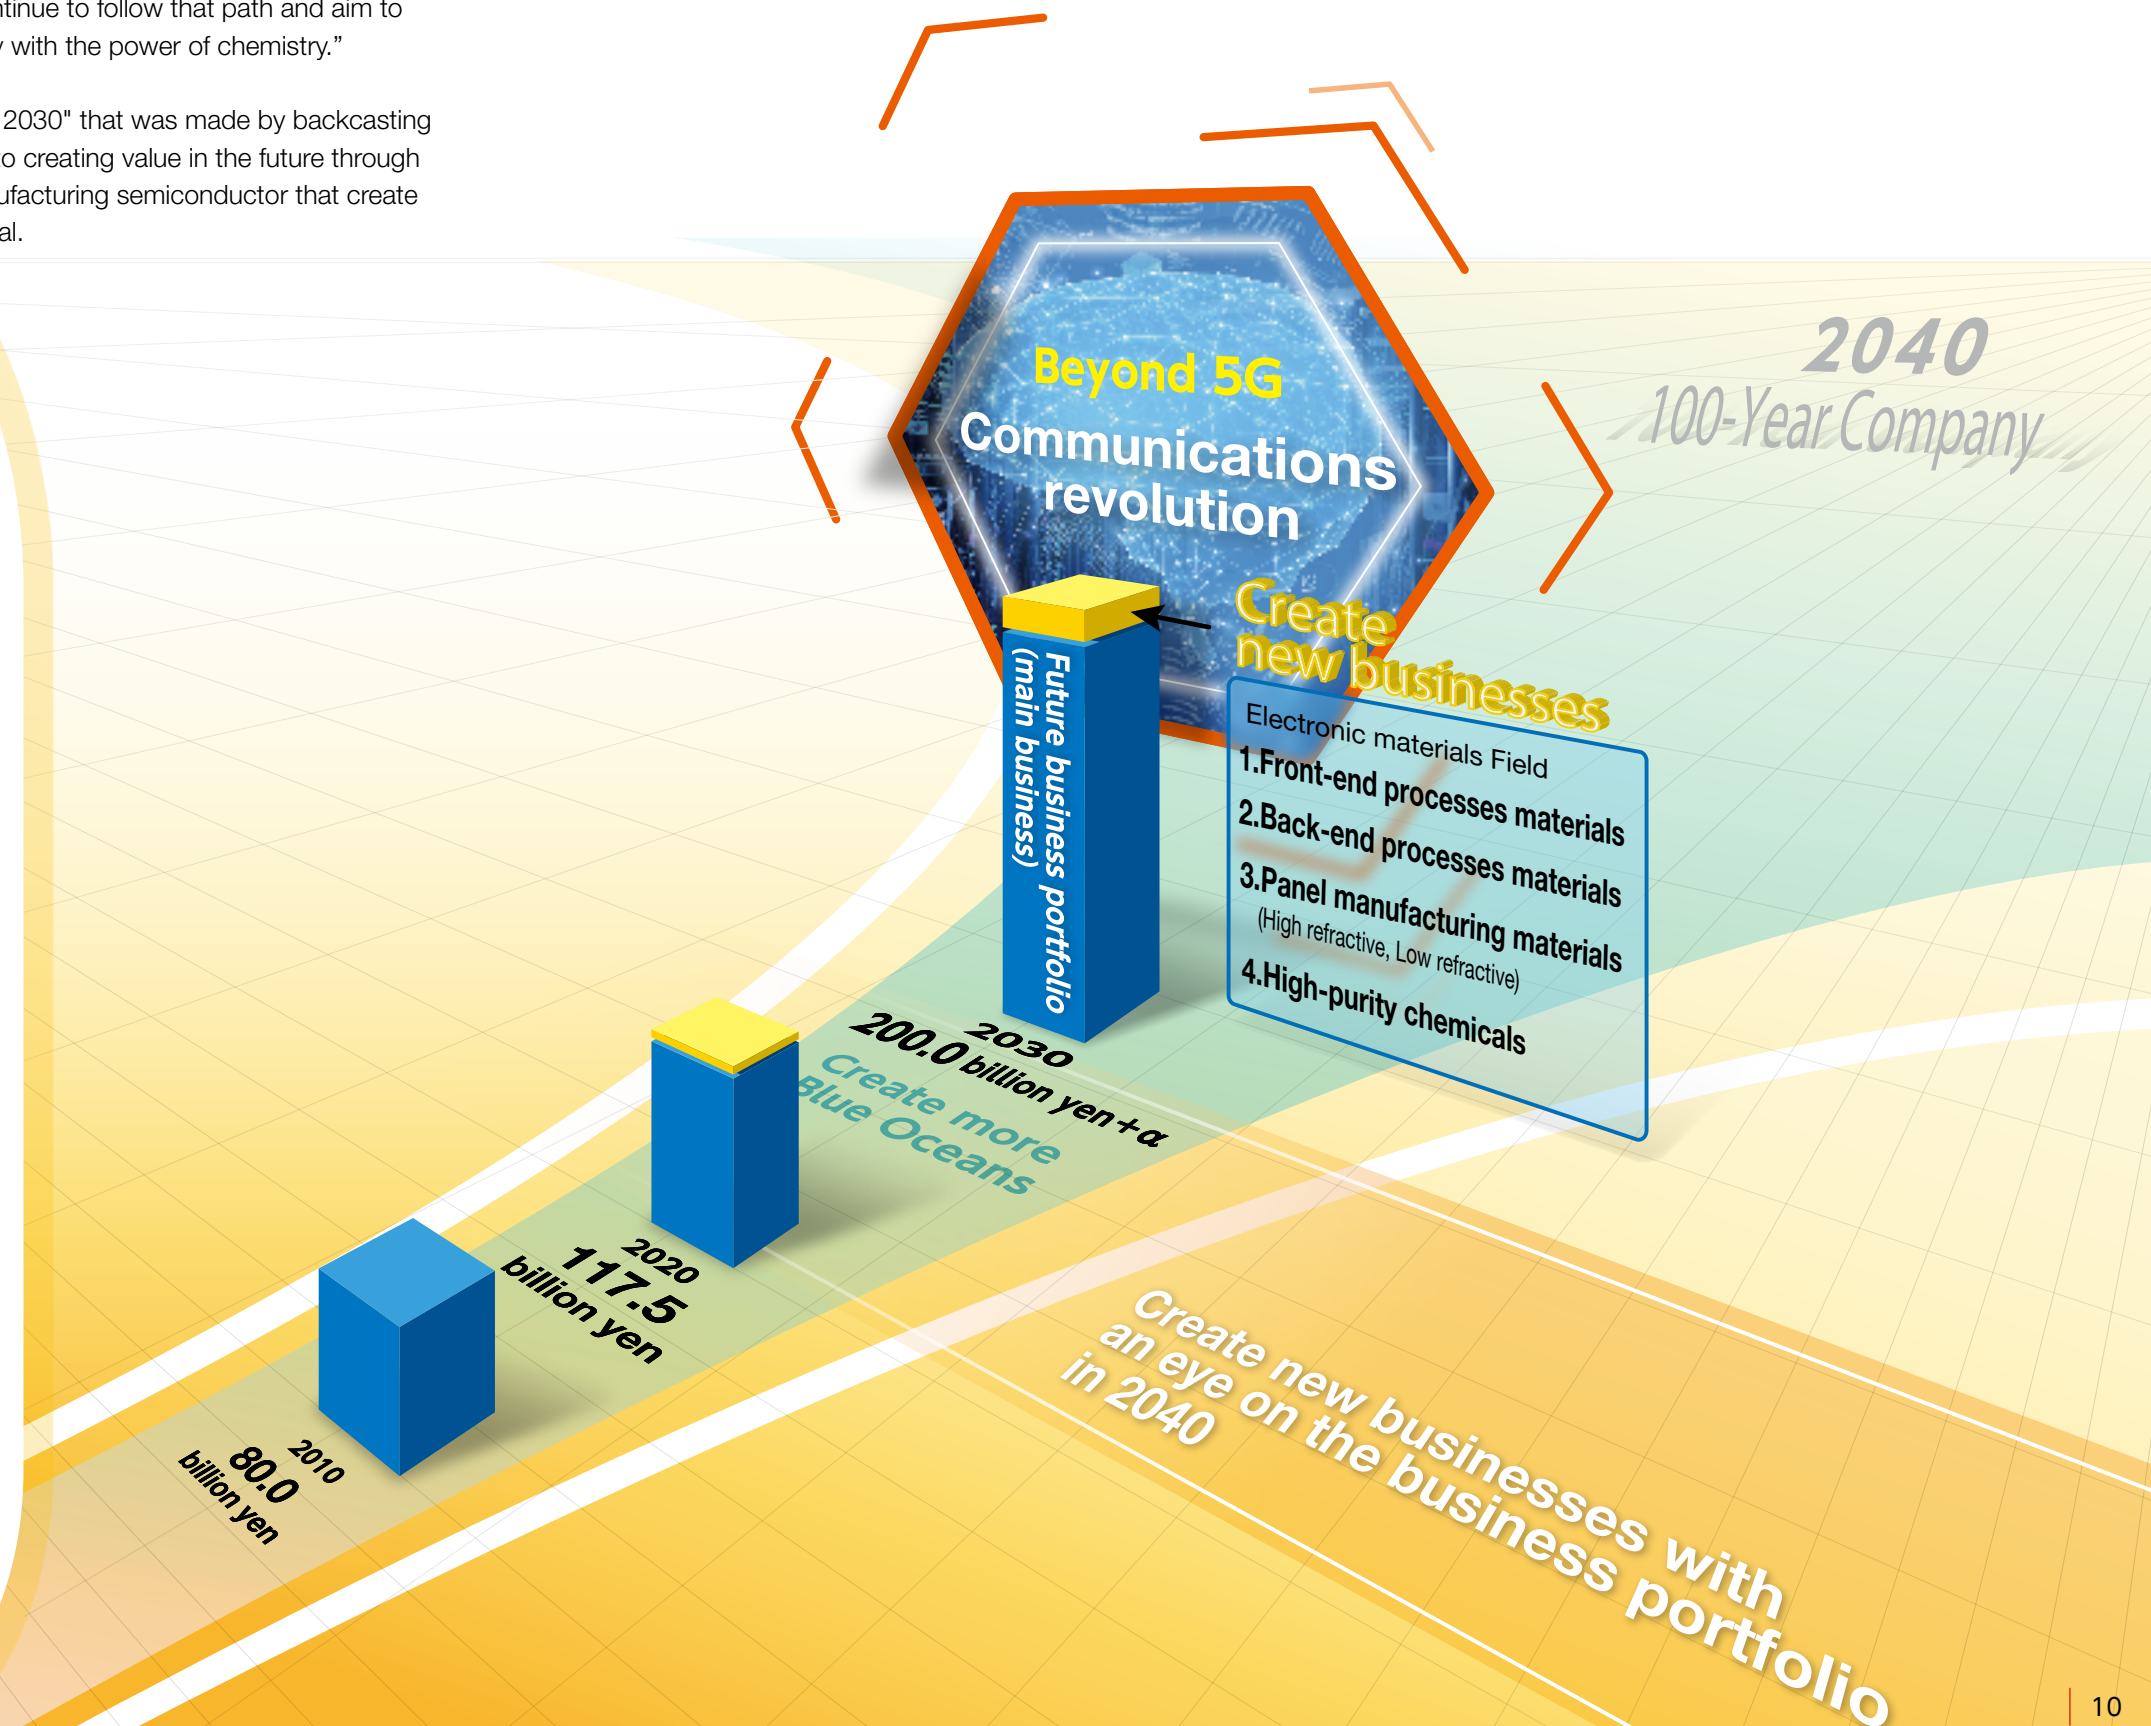 tinue to follow that path and aim to
with the power of chemistry.”
2030" that was made by backcasting
o creating value in the future through
ufacturing semiconductor that create
al.
Beyond 5G
Communications
revolution
2040
100-Year Company
Create
new businesses
Future business portfolio
(main business)
Electronic materials Field
1.Front-end processes materials
2.Back-end processes materials
3.Panel manufacturing materials
(High refractive, Low refractive)
4.High-purity chemicals
2030
200.0 billion yen+α
Create more
Blue Oceans
2020
117.5
billion yen
2010
80.0
billion yen
Create new businesses with
an eye on the business portfolio
in 2040
10